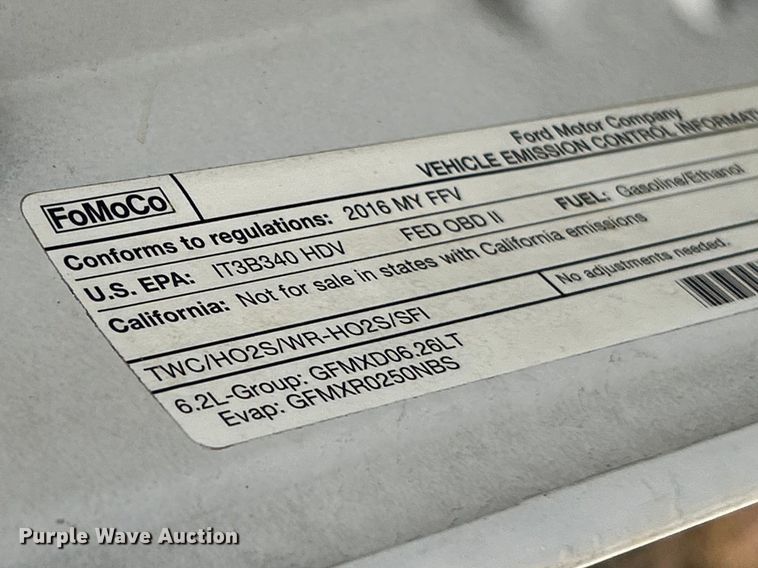 Ford Motor Company
VEHICLE EMISSION CONTROL
FoMoCo
Conforms to regulations: 2016 MY FFV
U.S. EPA: IT3B340 HDV FED OBD II FUEL: Gasoline/Ethanol
California: Not for sale in states with California emissions
TWC/HO2S/WR-HO2S/SFI No adjustments needed.
6.2L-Group: GFMXD06.26LT
Evap: GFMXR0250NBS
Purple Wave Auction